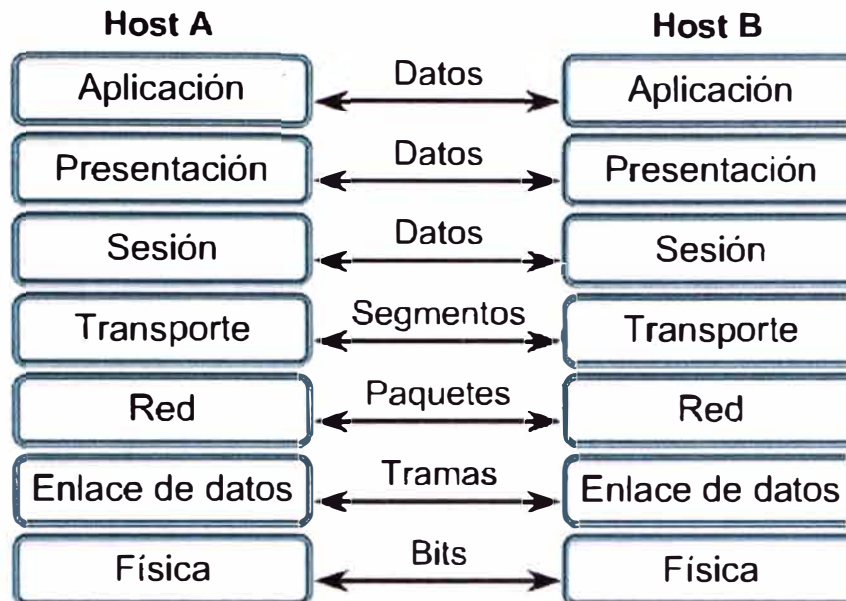 Host A Host B
Aplicación Datos Aplicación
Presentación Datos Presentación
Sesión Datos Sesión
Transporte Segmentos Transporte
Red Paquetes Red
Enlace de datos Tramas Enlace de datos
Física Bits Física